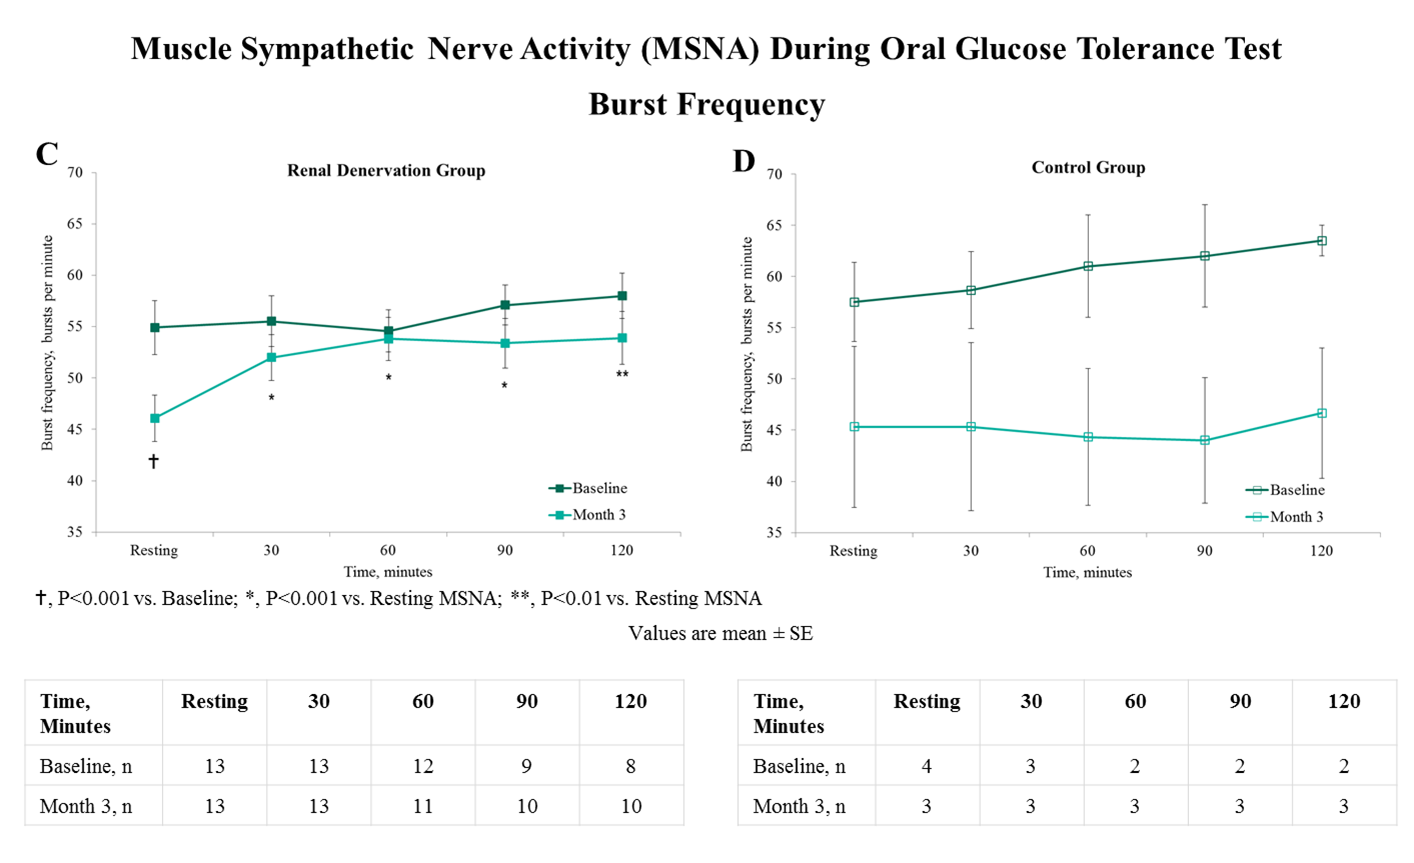 Muscle Sympathetic Nerve Activity (MSNA) During Oral Glucose Tolerance Test
Burst Frequency
C
Renal Denervation Group
70
65
60
55
50
45
40
35
Burst frequency, bursts per minute
*
*
*
**
†
Baseline
Month 3
Resting
30
60
90
120
Time, minutes
D
Control Group
70
65
60
55
50
45
40
35
Burst frequency, bursts per minute
Baseline
Month 3
Resting
30
60
90
120
Time, minutes
†, P<0.001 vs. Baseline; *, P<0.001 vs. Resting MSNA; **, P<0.01 vs. Resting MSNA
Values are mean ± SE
Time, Resting 30 60 90 120
Minutes
Baseline, n 13 13 12 9 8
Month 3, n 13 13 11 10 10
Time, Resting 30 60 90 120
Minutes
Baseline, n 4 3 2 2 2
Month 3, n 3 3 3 3 3